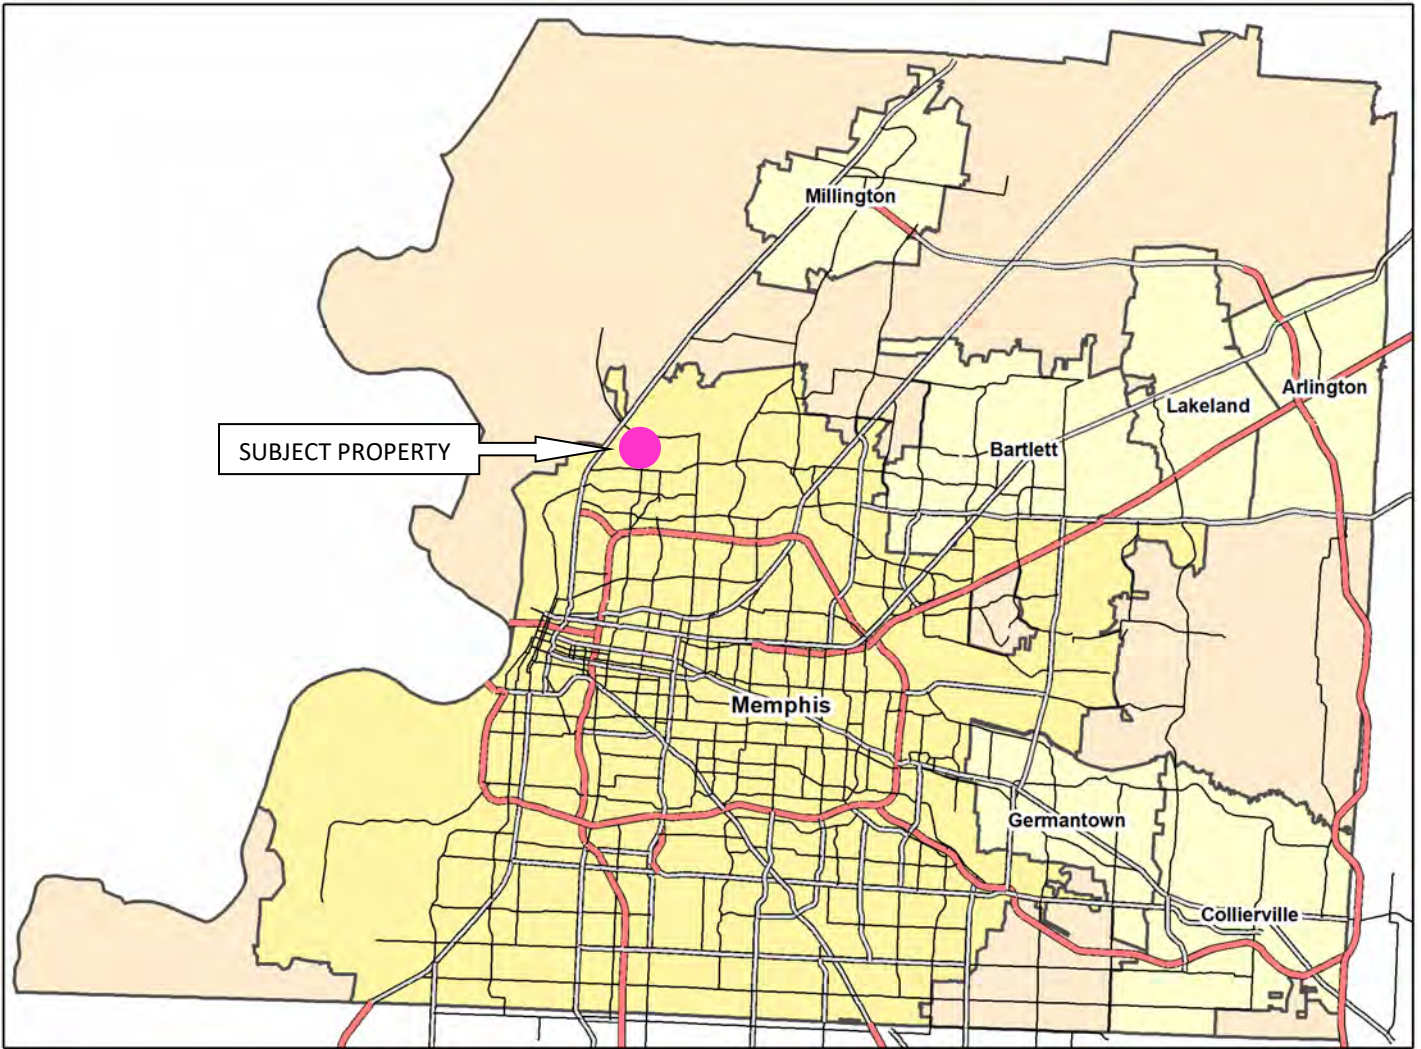 Millington
Arlington
Lakeland
SUBJECT PROPERTY
Bartlett
Memphis
Germantown
Collierville